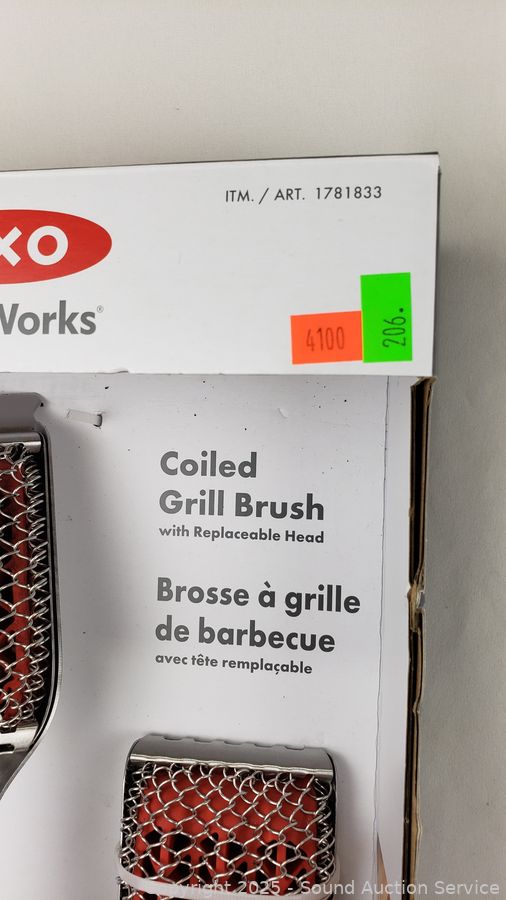 ITM. / ART. 1781833
XO
Works®
4100
206.
Coiled
Grill Brush
with Replaceable Head
Brosse à grille
de barbecue
avec tête remplaçable
Copyright 2025 - Sound Auction Service